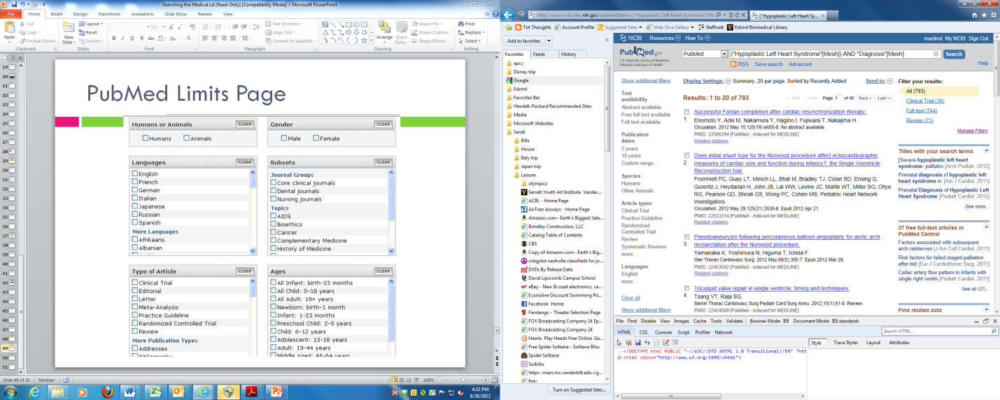 Searching the Medical Lit [Read-Only] [Compatibility Mode] - Microsoft PowerPoint
File Home Insert Design Transitions Animations Slide Show Review View
Paste
Cut
Copy
Format Painter
Clipboard
New Slide
Layout
Reset
Section
Slides
Font
Paragraph
Text Direction
Align Text
Convert to SmartArt
Arrange
Quick Styles
Shape Fill
Shape Outline
Shape Effects
Drawing
Find
Replace
Select
Editing
19
20
21
22
23
24
25
26
27
28
29
30
31
32
33
34
35
36
37
38
39
40
41
42
43
44
45
46
47
48
49
50
51
PubMed Limits Page
Humans or Animals CLEAR
Humans Animals
Gender CLEAR
Male Female
Languages CLEAR
English
French
German
Italian
Japanese
Russian
Spanish
More Languages
Afrikaans
Albanian
Subsets CLEAR
Journal Groups
Core clinical journals
Dental journals
Nursing journals
Topics
AIDS
Bioethics
Cancer
Complementary Medicine
History of Medicine
Type of Article CLEAR
Clinical Trial
Editorial
Letter
Meta-Analysis
Practice Guideline
Randomized Controlled Trial
Review
More Publication Types
Addresses
Bibliography
Ages CLEAR
All Infant: birth-23 months
All Child: 0-18 years
All Adult: 19+ years
Newborn: birth-1 month
Infant: 1-23 months
Preschool Child: 2-5 years
Child: 6-12 years
Adolescent: 13-18 years
Adult: 19-44 years
Middle Aged: 45-64 years
Slide 49 of 51 "Median" 109%
4:32 PM
8/28/2012
http://www.ncbi.nlm.nih.gov/pubmed?term=("Hypoplastic Left Heart Syndrome"[Me
("Hypoplastic Left Heart Sy...
Tot Thoughts Account Profile Suggested Sites Web Slice Gallery Staffweb Eskind Biomedical Library
Add to favorites
Favorites Feeds History
apcc
Disney trip
Google
Eskind
Favorites Bar
Hewlett-Packard Recommended Sites
Media
Microsoft Websites
Sandi
Bills
House
Italy trip
Japan trip
Leisure
olympics
Sarratt Youth Art Institute Vander...
ACBL - Home Page
AirTran Airways - Home Page
Amazon.com--Earth's Biggest Sele...
Brindley Construction, LLC
Catalog Table of Contents
CBS
Copy of Amazon.com--Earth's Big...
craigslist nashville classifieds for jo...
DVDs By Release Date
David Lipscomb Campus School
eBay - New & used electronics, ca...
Econoline Discount Swimming Po...
Facebook Home
Fandango - Theater Selection Page
FOX Broadcasting Company 24 Ep...
FOX Broadcasting Company 24
Hearts Play Hearts Free Online Ga...
Free Spider Solitaire - Solitaire Bliss
Spider Solitaire
Sudoku
https--mars.mc.vanderbilt.edu-cg...
Italy
Turn on Suggested Sites...
NCBI Resources How To martinsl My NCBI Sign Out
PubMed.gov
US National Library of Medicine
National Institutes of Health
PubMed ("Hypoplastic Left Heart Syndrome"[Mesh]) AND "Diagnosis"[Mesh] Search
RSS Save search Advanced Help
Show additional filters
Text availability
Abstract available
Free full text available
Full text available
Publication dates
5 years
10 years
Custom range...
Species
Humans
Other Animals
Article types
Clinical Trial
Practice Guideline
Randomized Controlled Trial
Review
Systematic Reviews
more ...
Languages
English
more ...
Clear all
Show additional filters
Display Settings: Summary, 20 per page, Sorted by Recently Added Send to:
Results: 1 to 20 of 793 << First < Prev Page 1 of 40 Next > Last >>
Successful Fontan completion after cardiac resynchronization therapy.
1. Enomoto Y, Aoki M, Nakamura Y, Hagino I, Fujiwara T, Nakajima H.
Circulation. 2012 May 15;125(19):e655-8. No abstract available.
PMID: 22586294 [PubMed - indexed for MEDLINE]
Related citations
Does initial shunt type for the Norwood procedure affect echocardiographic
2. measures of cardiac size and function during infancy?: the Single Vventricle
Reconstruction trial.
Frommelt PC, Guey LT, Minich LL, Bhat M, Bradley TJ, Colan SD, Ensing G,
Gorentz J, Heydarian H, John JB, Lai WW, Levine JC, Mahle WT, Miller SG, Ohye
RG, Pearson GD, Shirali GS, Wong PC, Cohen MS; Pediatric Heart Network
Investigators.
Circulation. 2012 May 29;125(21):2630-8. Epub 2012 Apr 21.
PMID: 22523314 [PubMed - indexed for MEDLINE]
Related citations
Pseudoaneurysm following percutaneous balloon angioplasty for aortic arch
3. recoarctation after the Norwood procedure.
Yamanaka K, Yoshimura N, Higuma T, Ichida F.
Gen Thorac Cardiovasc Surg. 2012 May;60(5):305-7. Epub 2012 Mar 28.
PMID: 22453542 [PubMed - indexed for MEDLINE]
Related citations
Tricuspid valve repair in single ventricle: timing and techniques.
4. Tsang VT, Raja SG.
Semin Thorac Cardiovasc Surg Pediatr Card Surg Annu. 2012;15(1):61-8. Review.
PMID: 22424509 [PubMed - indexed for MEDLINE]
Filter your results:
All (793)
Clinical Trial (38)
Full text (744)
Review (71)
Manage Filters
Titles with your search terms
[Severe hypoplastic left heart
syndrome: palliativ [Arch Pediatr. 2012]
Prenatal diagnosis of hypoplastic left
heart syndrome in [Am J Cardiol. 2011]
Prenatal Diagnosis of Hypoplastic Left
Heart Syndrome [Pediatr Cardiol. 2012]
See more...
37 free full-text articles in
PubMed Central
Factors associated with subsequent
arch reinterven [J Am Coll Cardiol. 2011]
Risk factors for failed staged palliation
after bid [Eur J Cardiothorac Surg. 2011]
Celiac artery flow pattern in infants with
single right ventric [Pediatr Cardiol. 2011]
See all (37)...
Find related data
File Find Disable View Images Cache Tools Validate Browser Mode: IE9 Document Mode: IE9 standards
HTML CSS Console Script Profiler Network Search HTML...
Style Trace Styles Layout Attributes
<!DOCTYPE html PUBLIC "-//W3C//DTD XHTML 1.0 Transitional//EN" "htt
<html xmlns="http://www.w3.org/1999/xhtml">